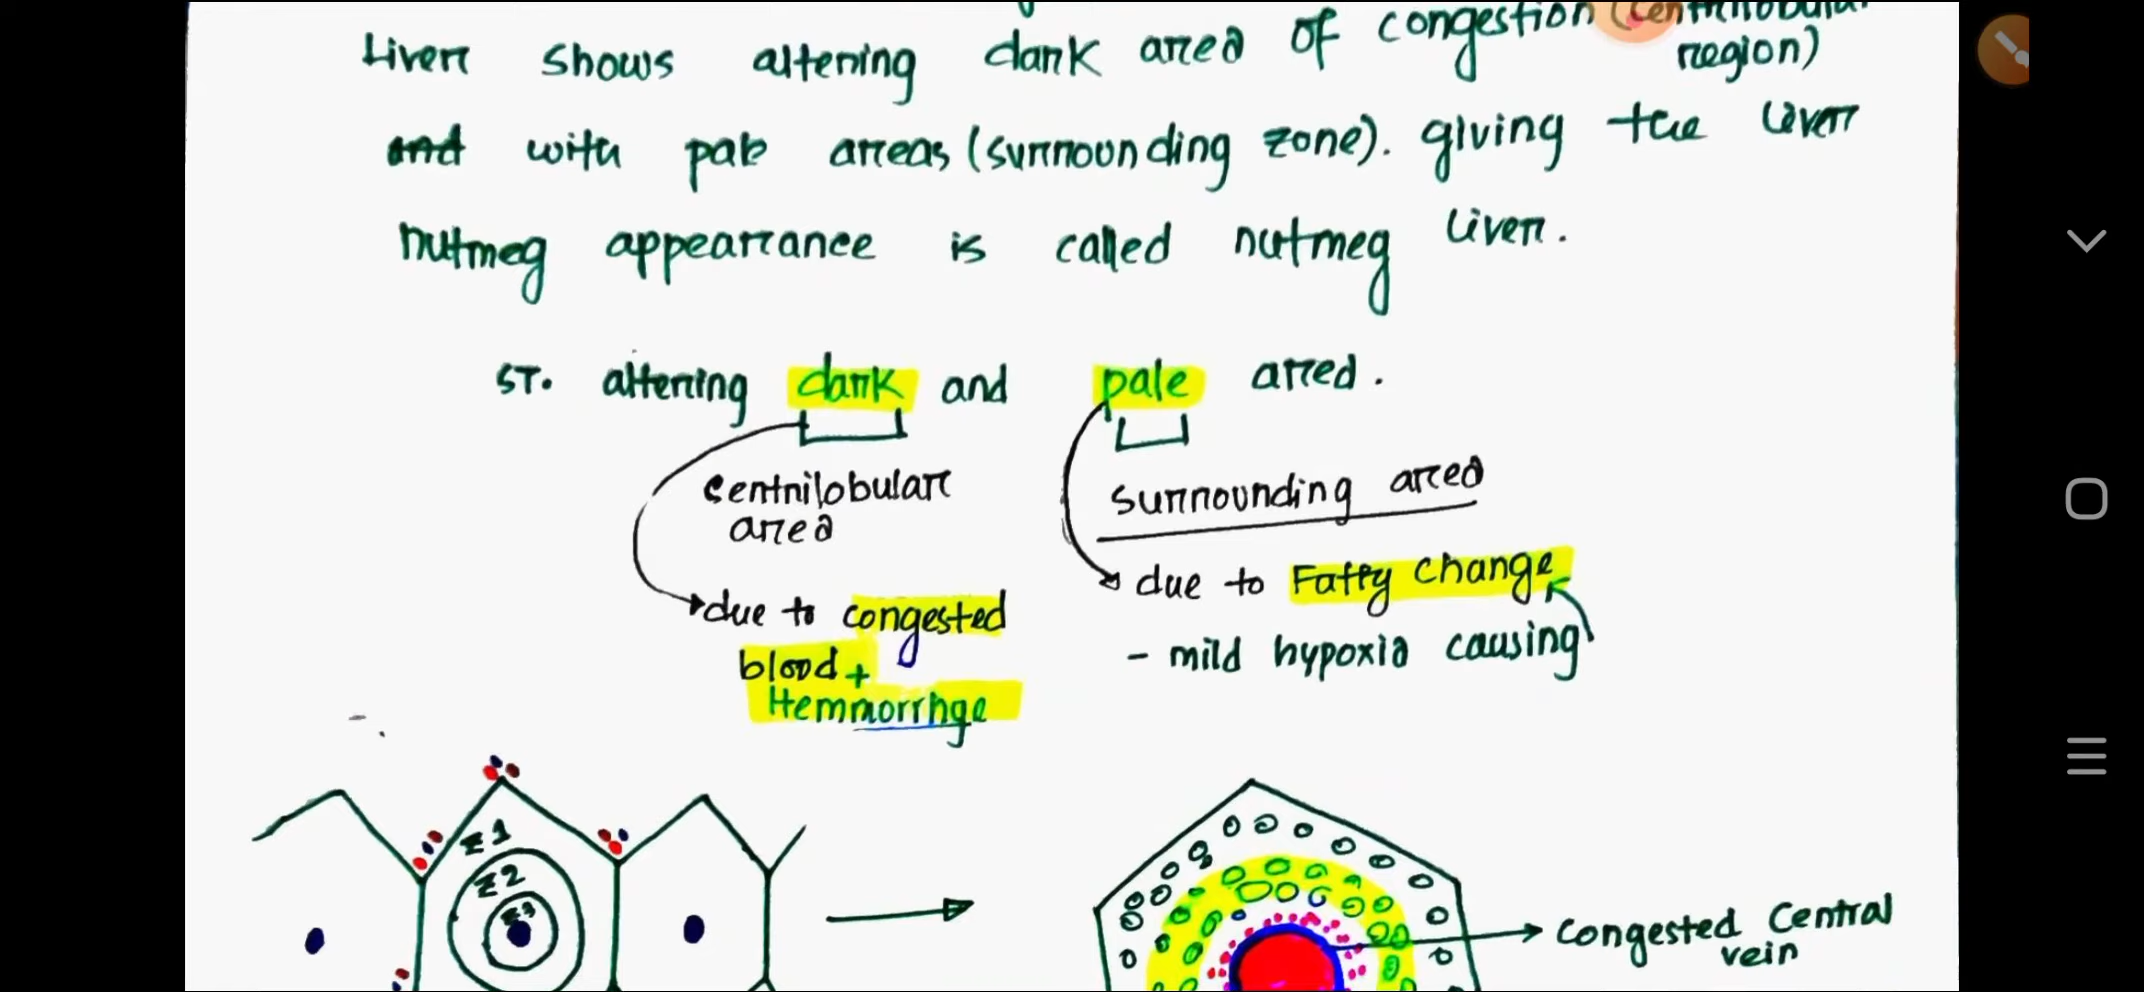 Liver shows altering dark area of congestion (centrilobular
region)
and with pale areas (surrounding zone). giving the liver
nutmeg appearance is called nutmeg liver.
ST. altering dark and pale area.
centrilobular
area
surrounding area
due to congested
blood +
Hemmorrhge
due to Fatty change
- mild hypoxia causing
Z1
Z2
Z3
Congested Central
vein